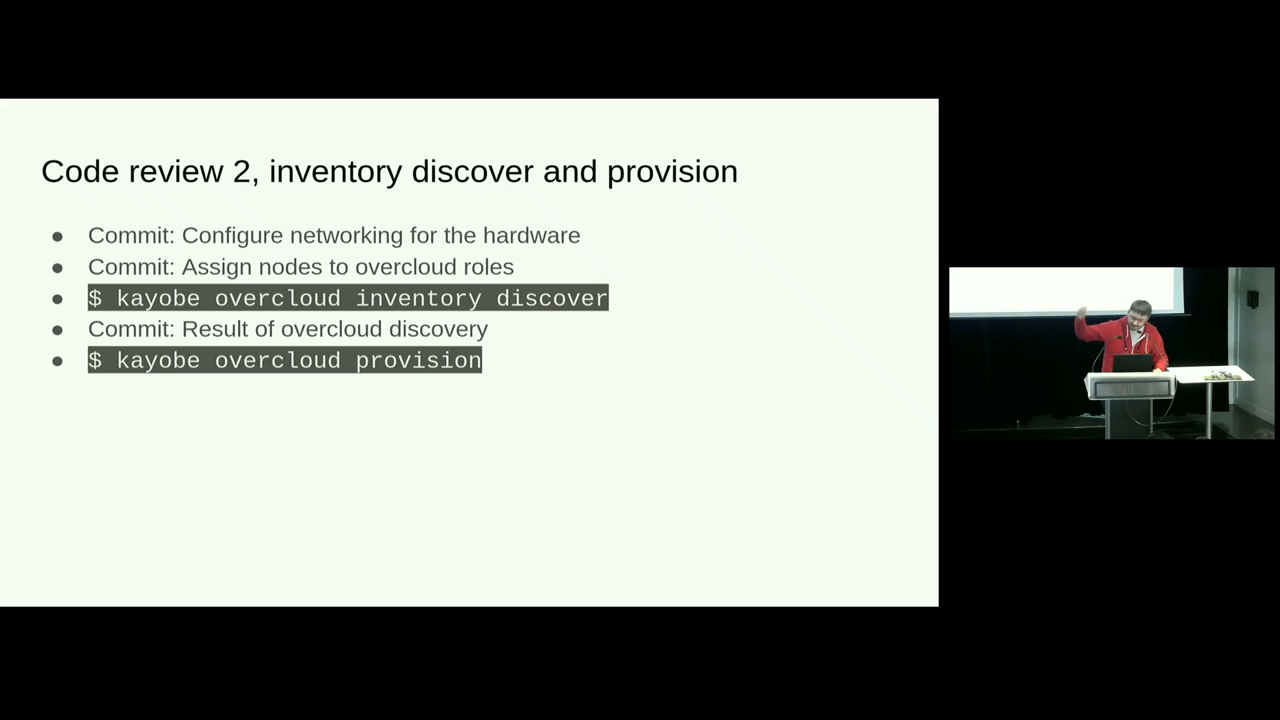 Code review 2, inventory discover and provision
● Commit: Configure networking for the hardware
● Commit: Assign nodes to overcloud roles
● $ kayobe overcloud inventory discover
● Commit: Result of overcloud discovery
● $ kayobe overcloud provision